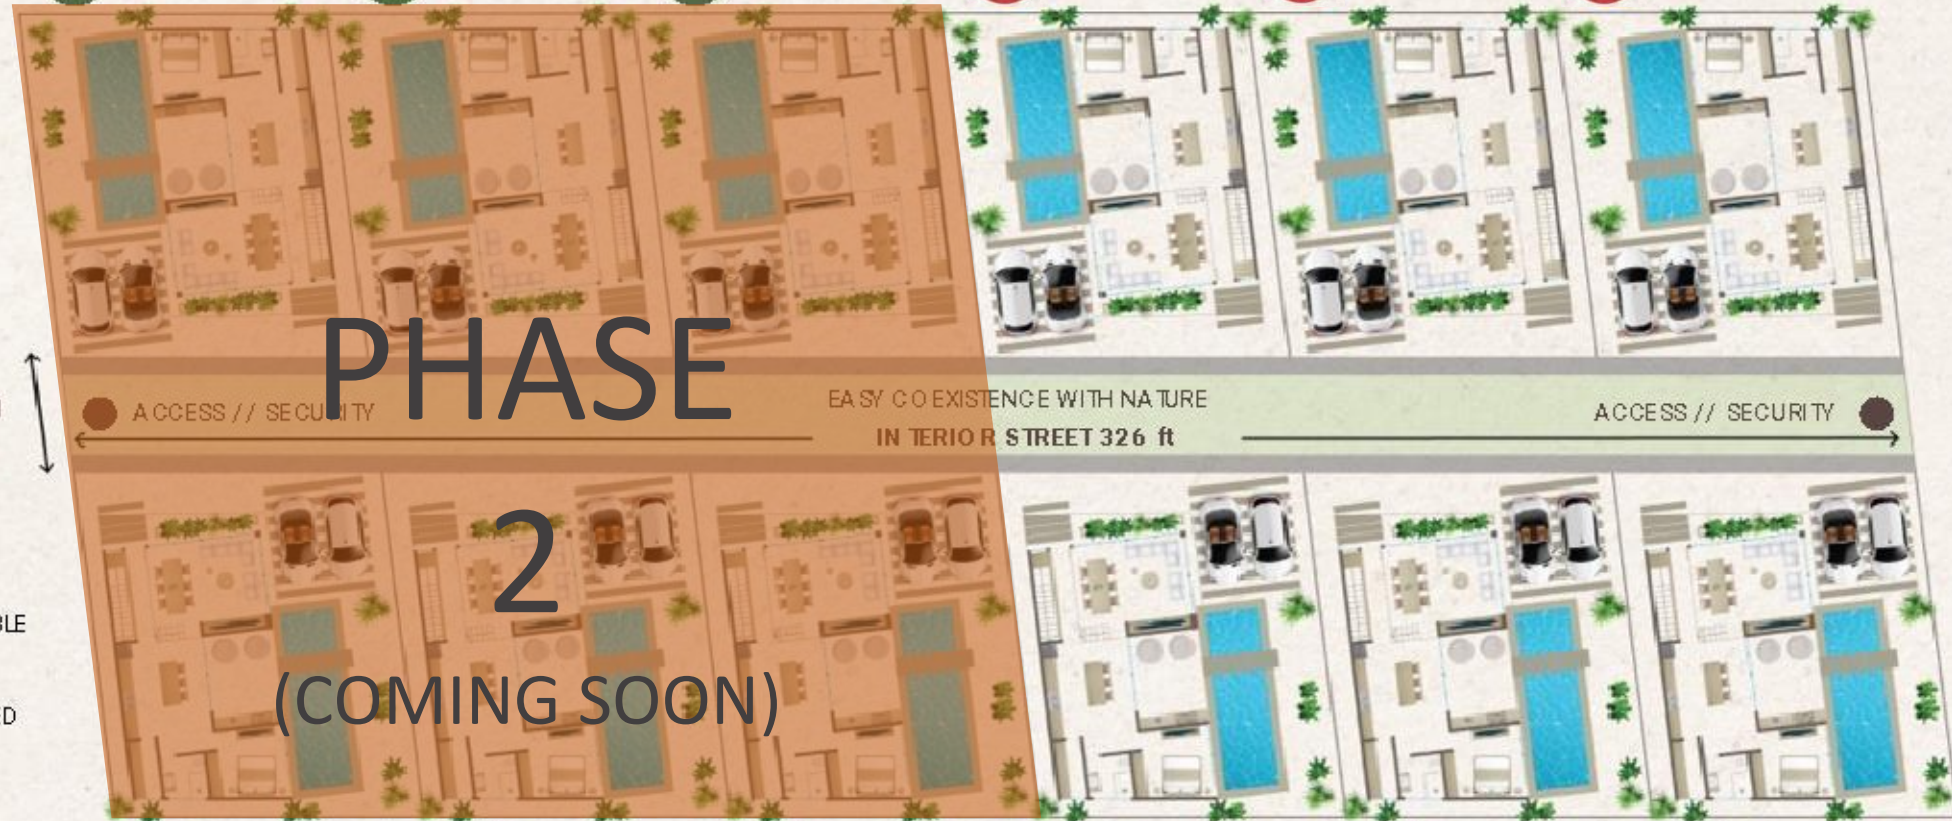 PHASE
ACCESS // SECURITY
EASY COEXISTENCE WITH NATURE
ACCESS // SECURITY
INTERIOR STREET 326 ft
2
(COMING SOON)